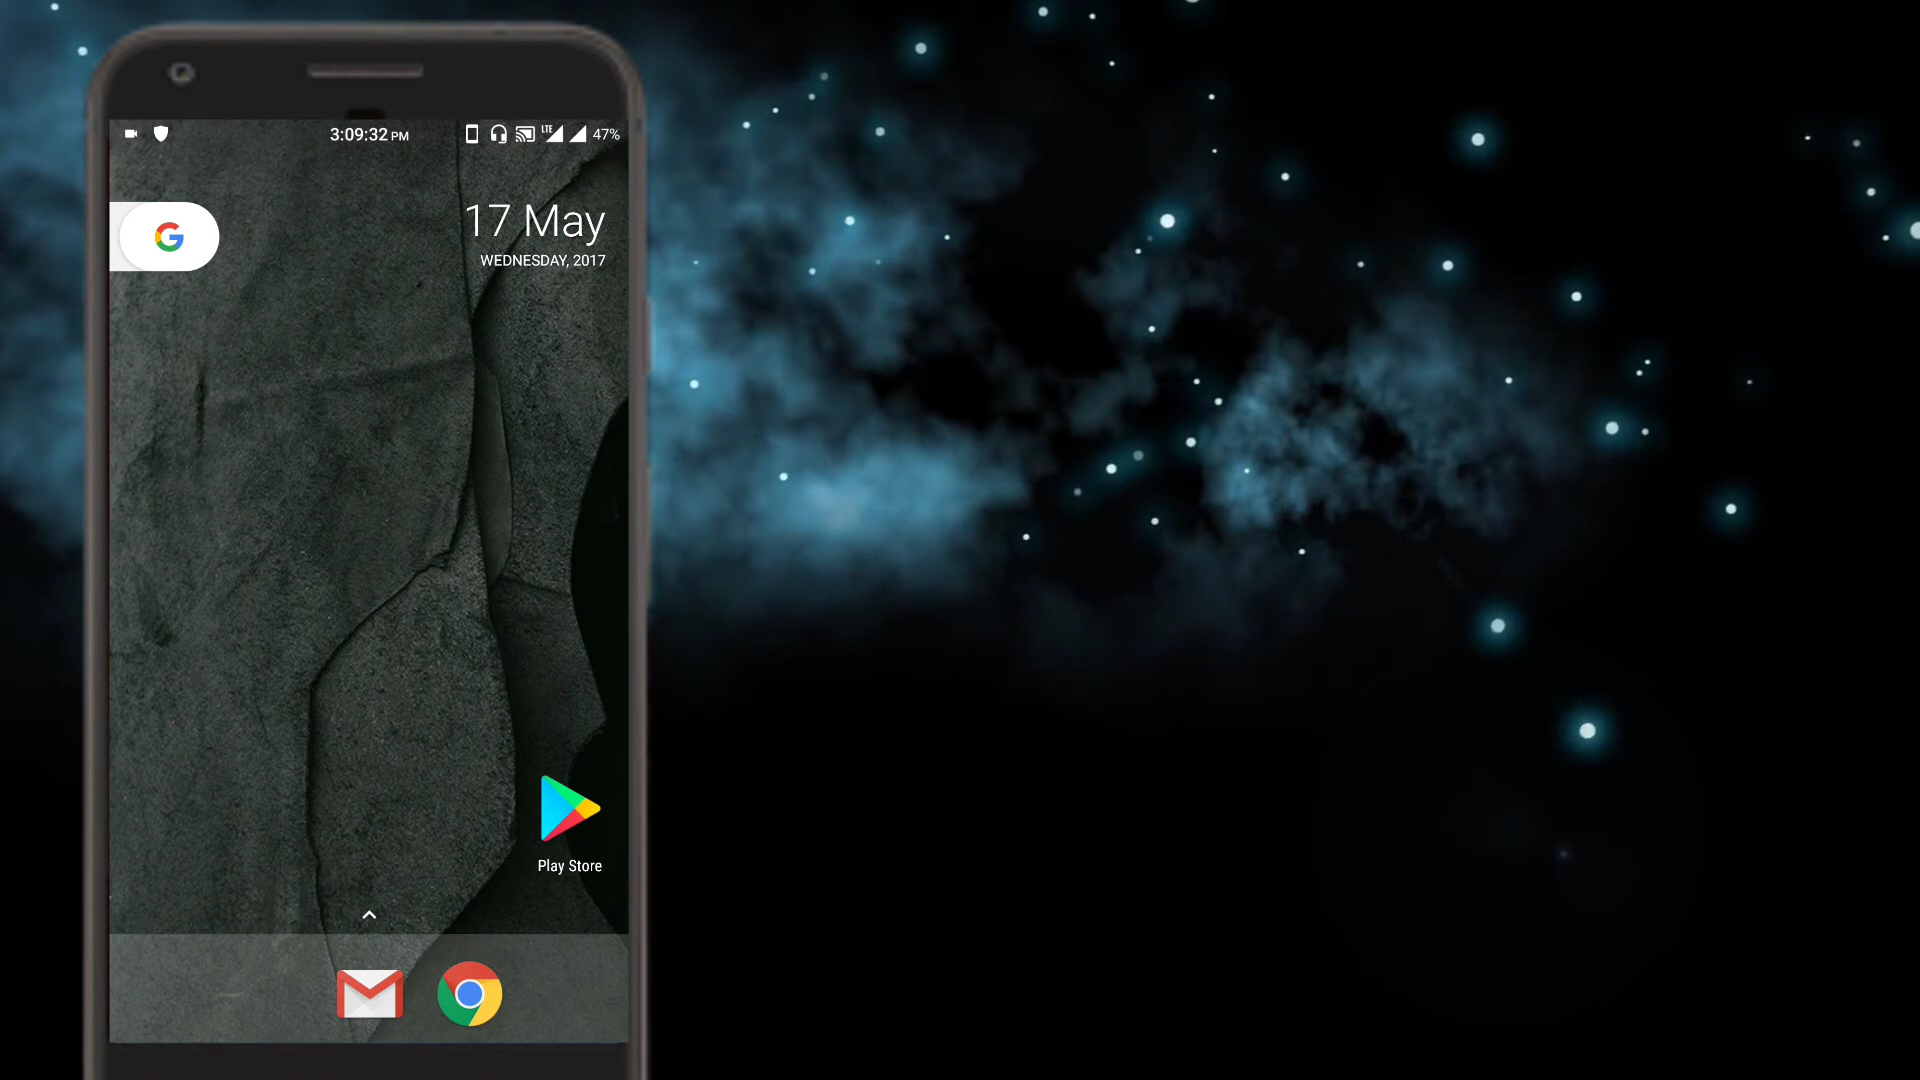 3:09:32 PM
LTE
47%
17 May
WEDNESDAY, 2017
G
Play Store